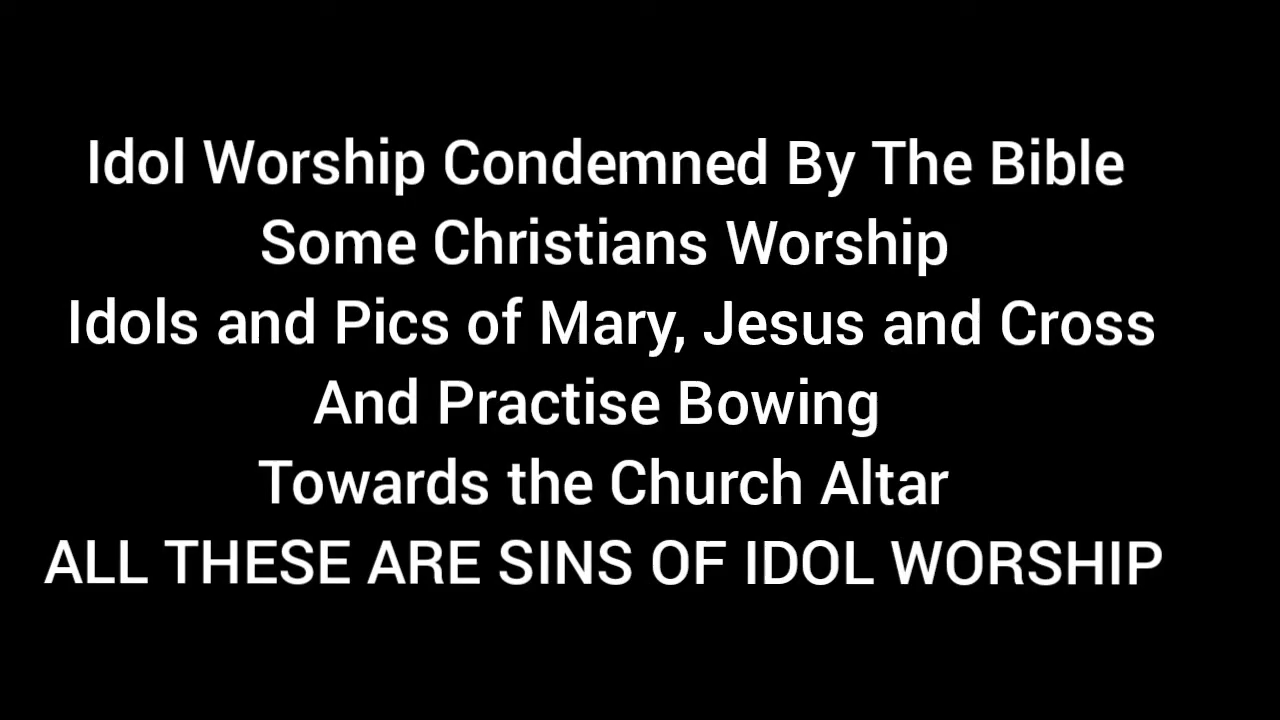 Idol Worship Condemned By The Bible
Some Christians Worship
Idols and Pics of Mary, Jesus and Cross
And Practise Bowing
Towards the Church Altar
ALL THESE ARE SINS OF IDOL WORSHIP